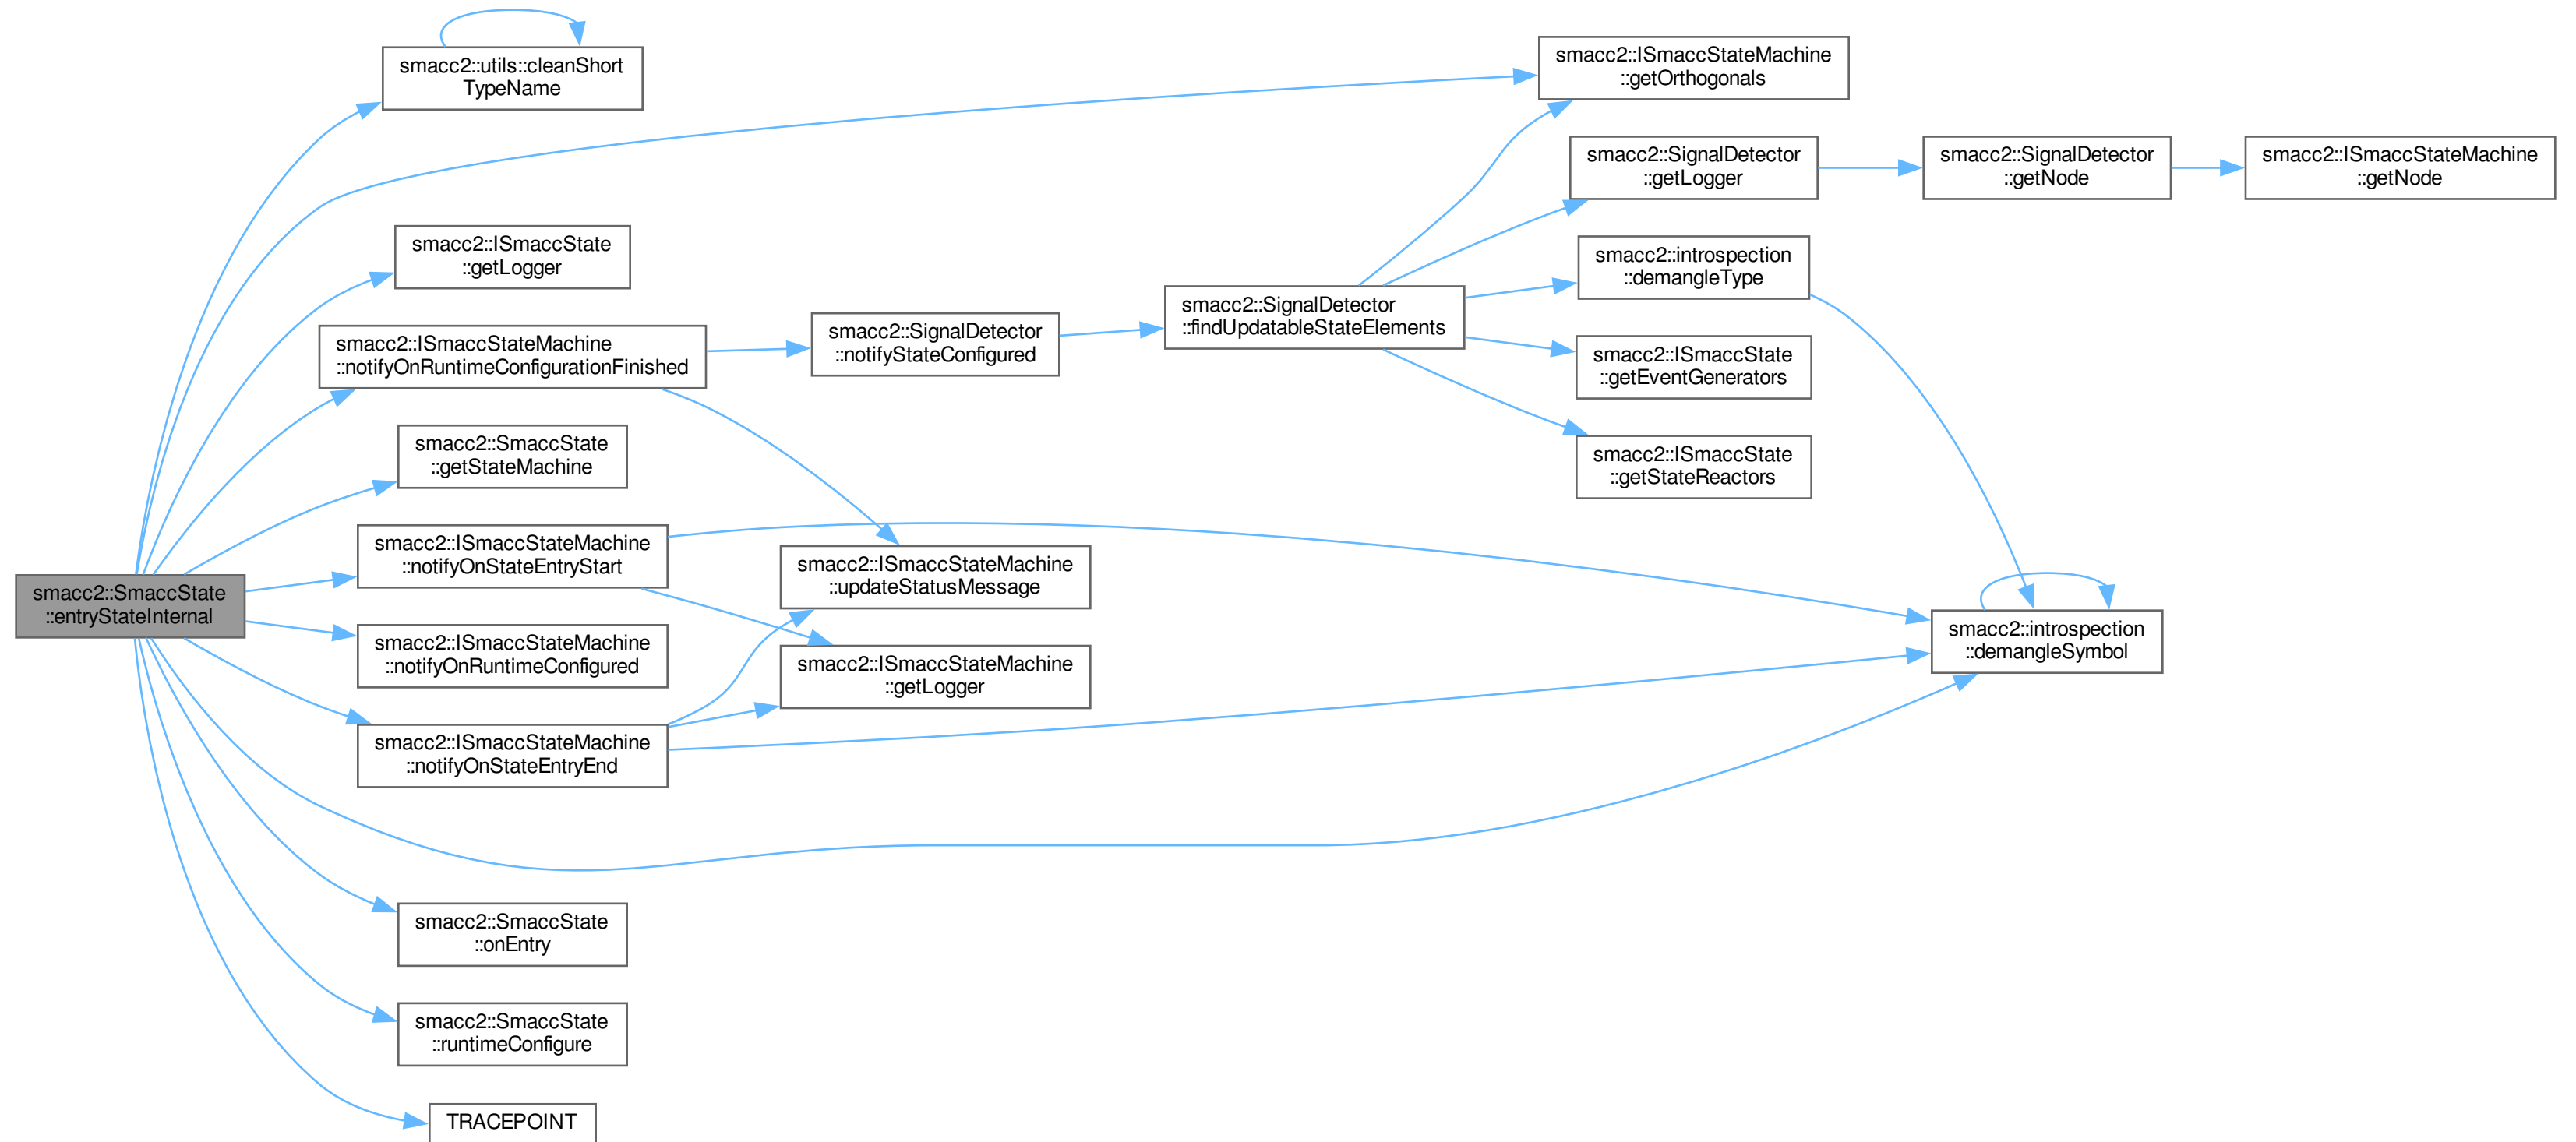 smacc2::utils::cleanShort
TypeName
smacc2::ISmaccStateMachine
::getOrthogonals
smacc2::SignalDetector
::getLogger
smacc2::SignalDetector
::getNode
smacc2::ISmaccStateMachine
::getNode
smacc2::ISmaccState
::getLogger
smacc2::introspection
::demangleType
smacc2::ISmaccStateMachine
::notifyOnRuntimeConfigurationFinished
smacc2::SignalDetector
::notifyStateConfigured
smacc2::SignalDetector
::findUpdatableStateElements
smacc2::ISmaccState
::getEventGenerators
smacc2::SmaccState
::getStateMachine
smacc2::ISmaccState
::getStateReactors
smacc2::ISmaccStateMachine
::notifyOnStateEntryStart
smacc2::ISmaccStateMachine
::updateStatusMessage
smacc2::SmaccState
::entryStateInternal
smacc2::ISmaccStateMachine
::notifyOnRuntimeConfigured
smacc2::ISmaccStateMachine
::getLogger
smacc2::introspection
::demangleSymbol
smacc2::ISmaccStateMachine
::notifyOnStateEntryEnd
smacc2::SmaccState
::onEntry
smacc2::SmaccState
::runtimeConfigure
TRACEPOINT